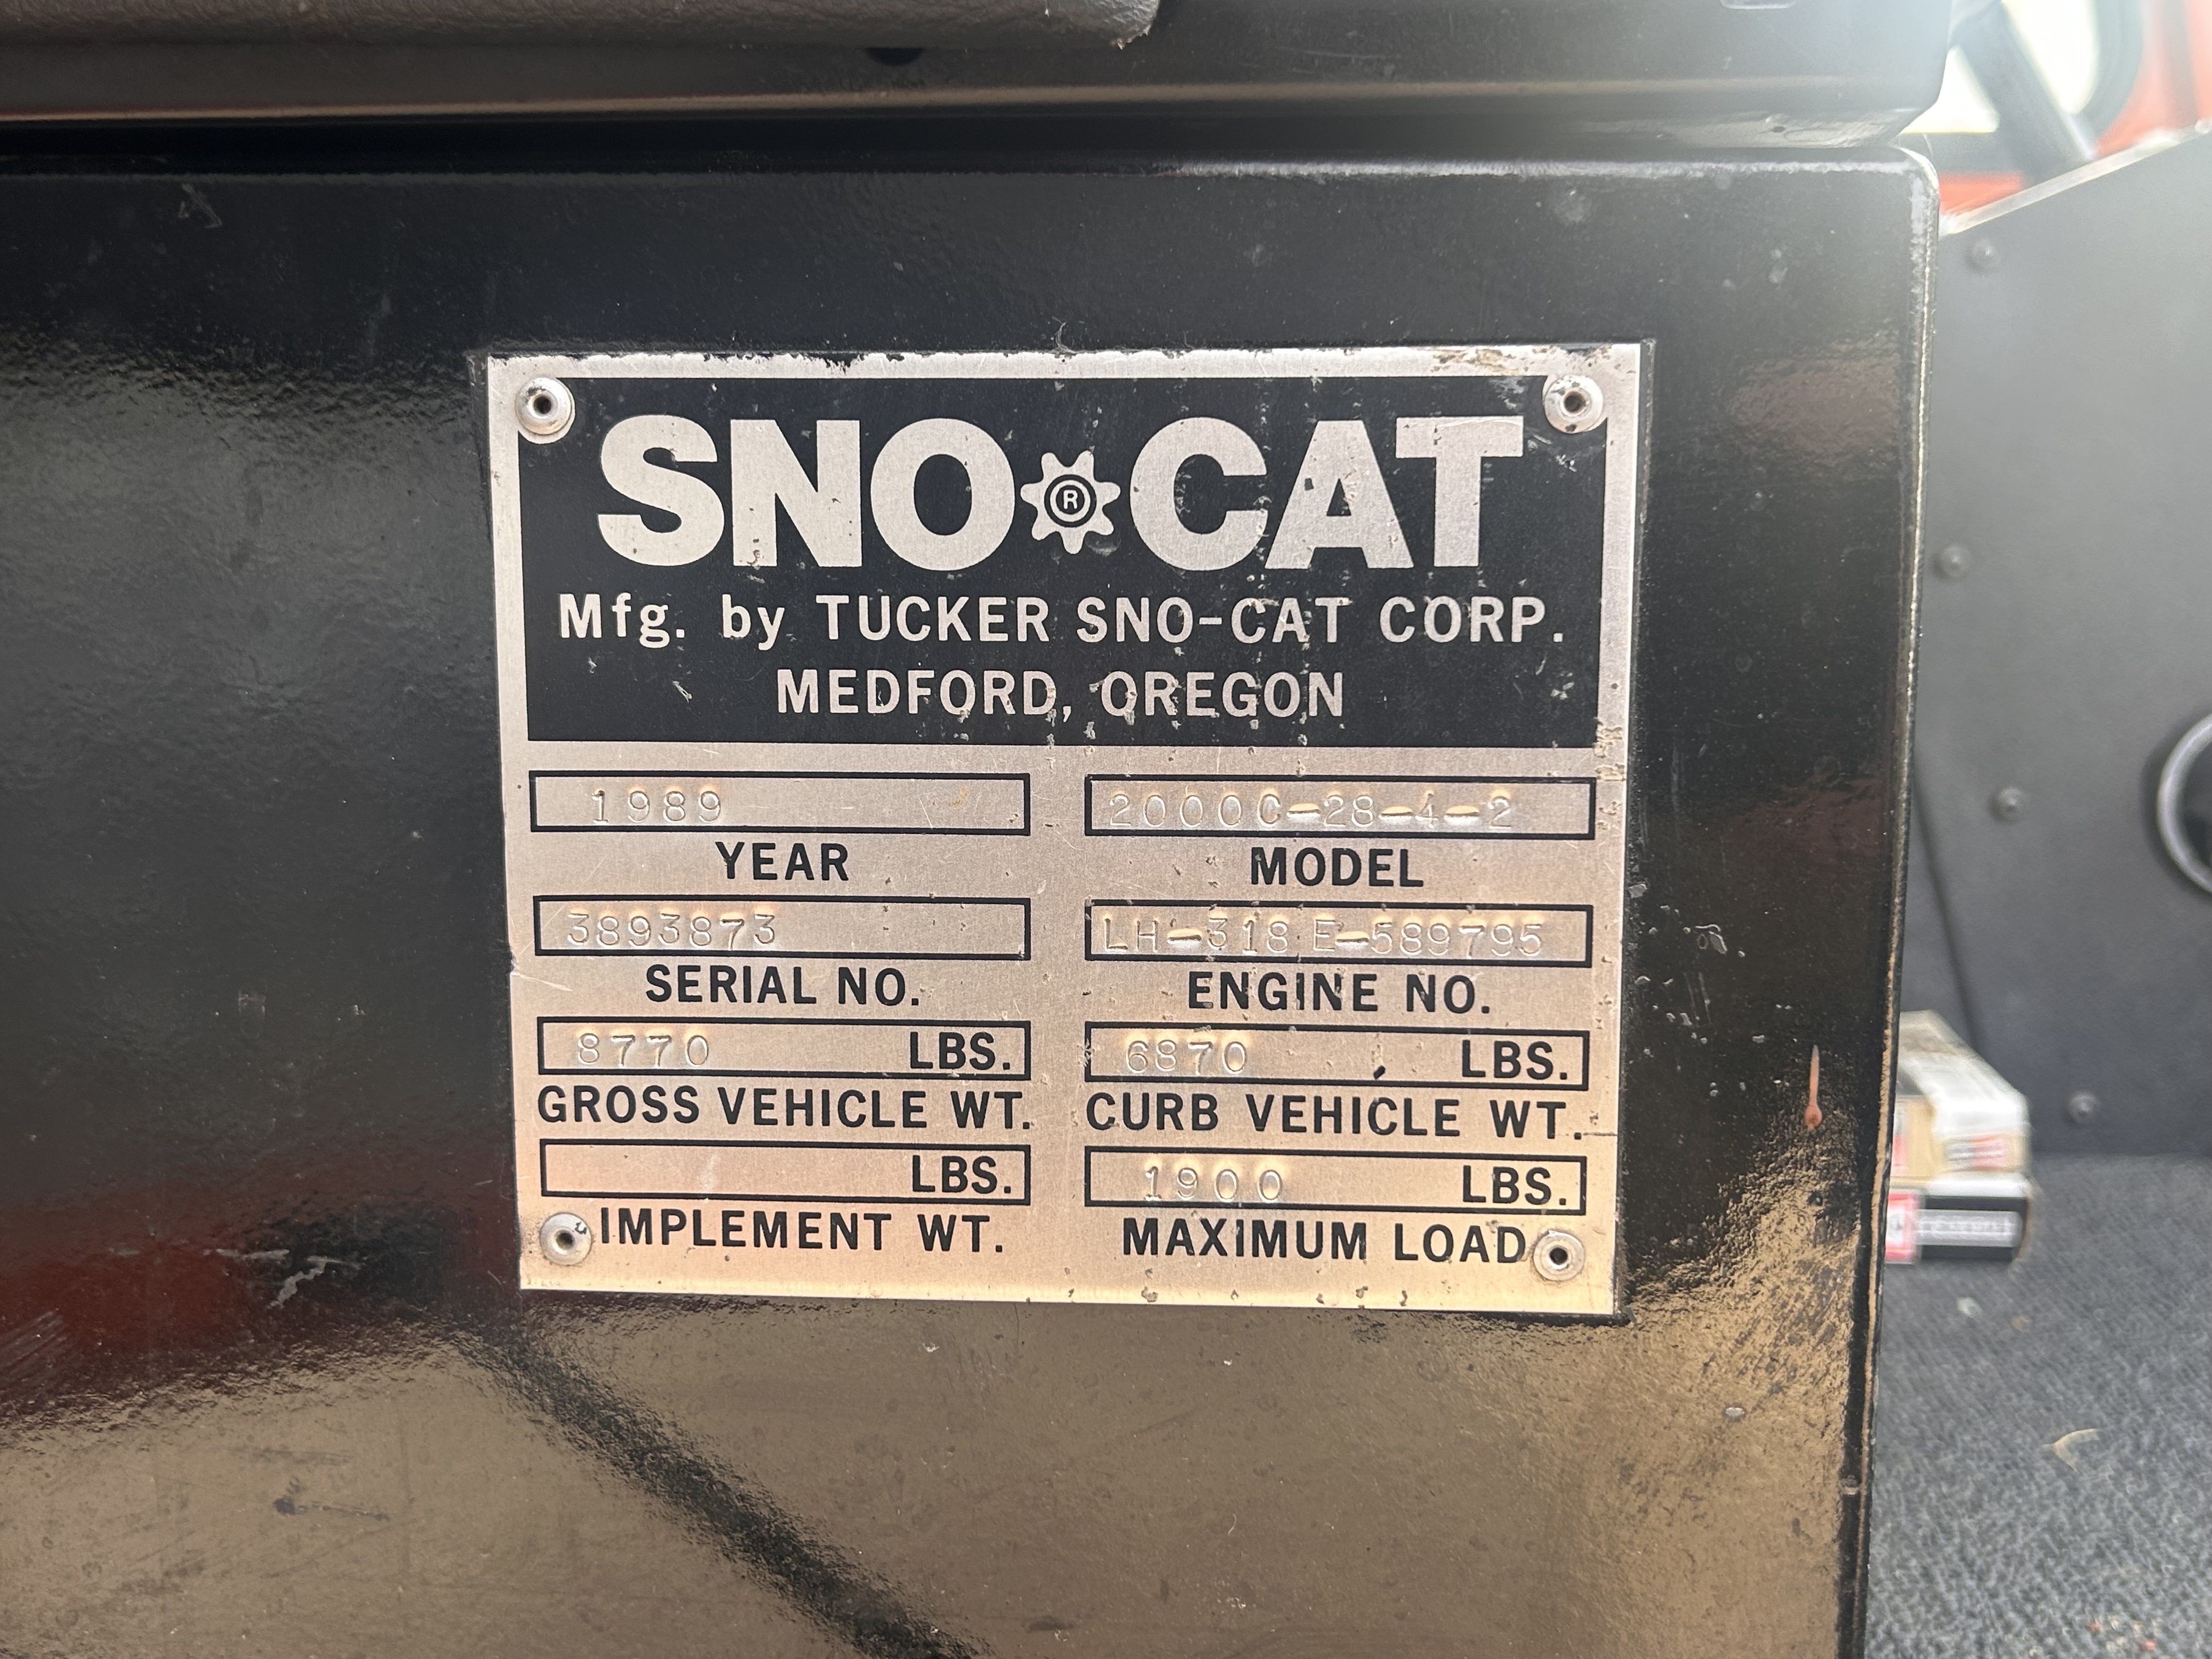 SNO®CAT
Mfg. by TUCKER SNO-CAT CORP.
MEDFORD, OREGON
1989
YEAR
2000C-28-4-2
MODEL
3893873
SERIAL NO.
LH-318 E-589795
ENGINE NO.
8770 LBS.
GROSS VEHICLE WT.
6870 LBS.
CURB VEHICLE WT.
LBS.
IMPLEMENT WT.
1900 LBS.
MAXIMUM LOAD